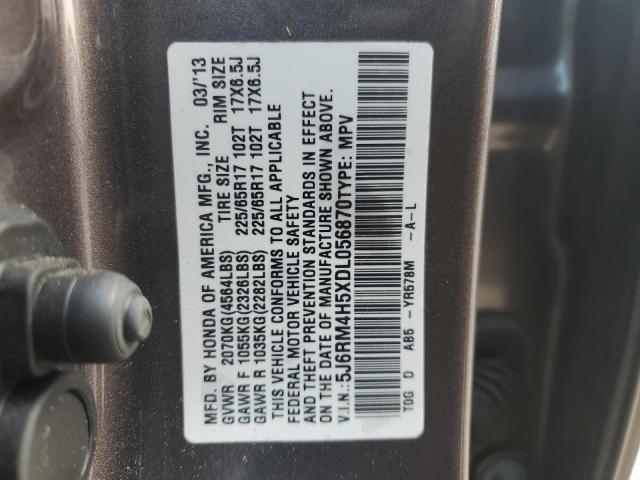 MFD. BY HONDA OF AMERICA MFG., INC. 03/'13
GVWR 2070KG(4564LBS) TIRE SIZE RIM SIZE
GAWR F 1055KG(2326LBS) 225/65R17 102T 17X6.5J
GAWR R 1035KG(2282LBS) 225/65R17 102T 17X6.5J
THIS VEHICLE CONFORMS TO ALL APPLICABLE
FEDERAL MOTOR VEHICLE SAFETY
AND THEFT PREVENTION STANDARDS IN EFFECT
ON THE DATE OF MANUFACTURE SHOWN ABOVE.
V.I.N.:5J6RM4H5XDL056870TYPE: MPV
T0G D AB5 -YR578M -A-L